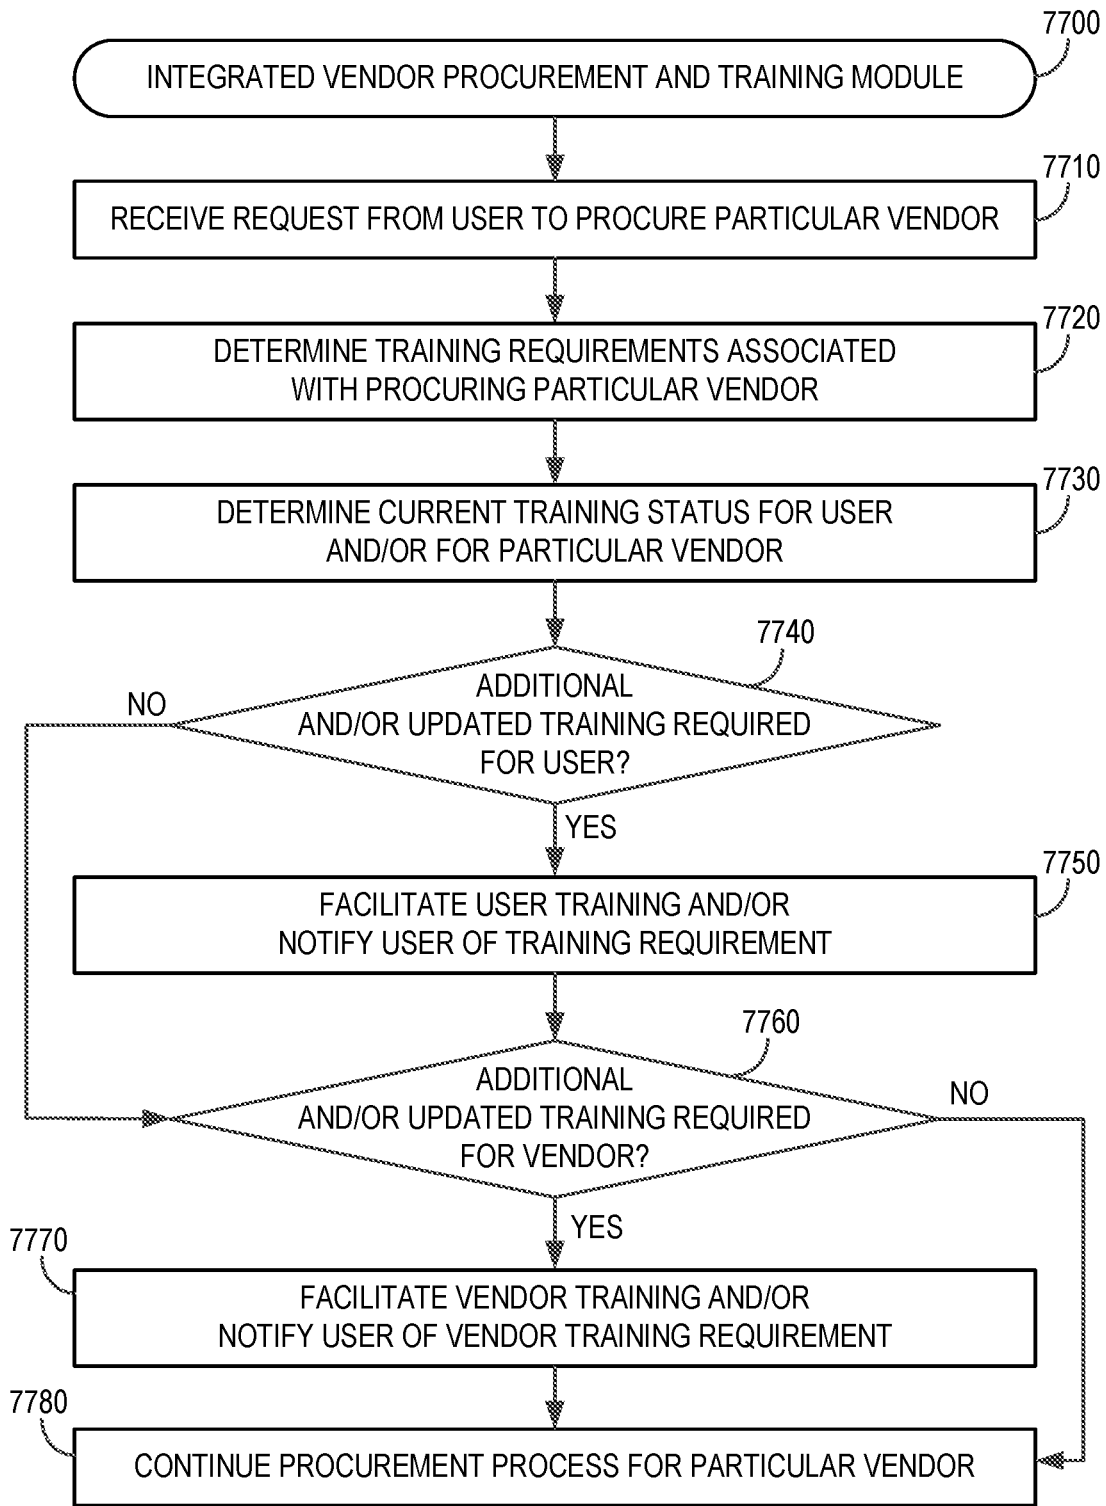 7700
INTEGRATED VENDOR PROCUREMENT AND TRAINING MODULE
7710
RECEIVE REQUEST FROM USER TO PROCURE PARTICULAR VENDOR
7720
DETERMINE TRAINING REQUIREMENTS ASSOCIATED
WITH PROCURING PARTICULAR VENDOR
7730
DETERMINE CURRENT TRAINING STATUS FOR USER
AND/OR FOR PARTICULAR VENDOR
7740
NO
ADDITIONAL
AND/OR UPDATED TRAINING REQUIRED
FOR USER?
YES
7750
FACILITATE USER TRAINING AND/OR
NOTIFY USER OF TRAINING REQUIREMENT
7760
ADDITIONAL
AND/OR UPDATED TRAINING REQUIRED
FOR VENDOR?
NO
YES
7770
FACILITATE VENDOR TRAINING AND/OR
NOTIFY USER OF VENDOR TRAINING REQUIREMENT
7780
CONTINUE PROCUREMENT PROCESS FOR PARTICULAR VENDOR